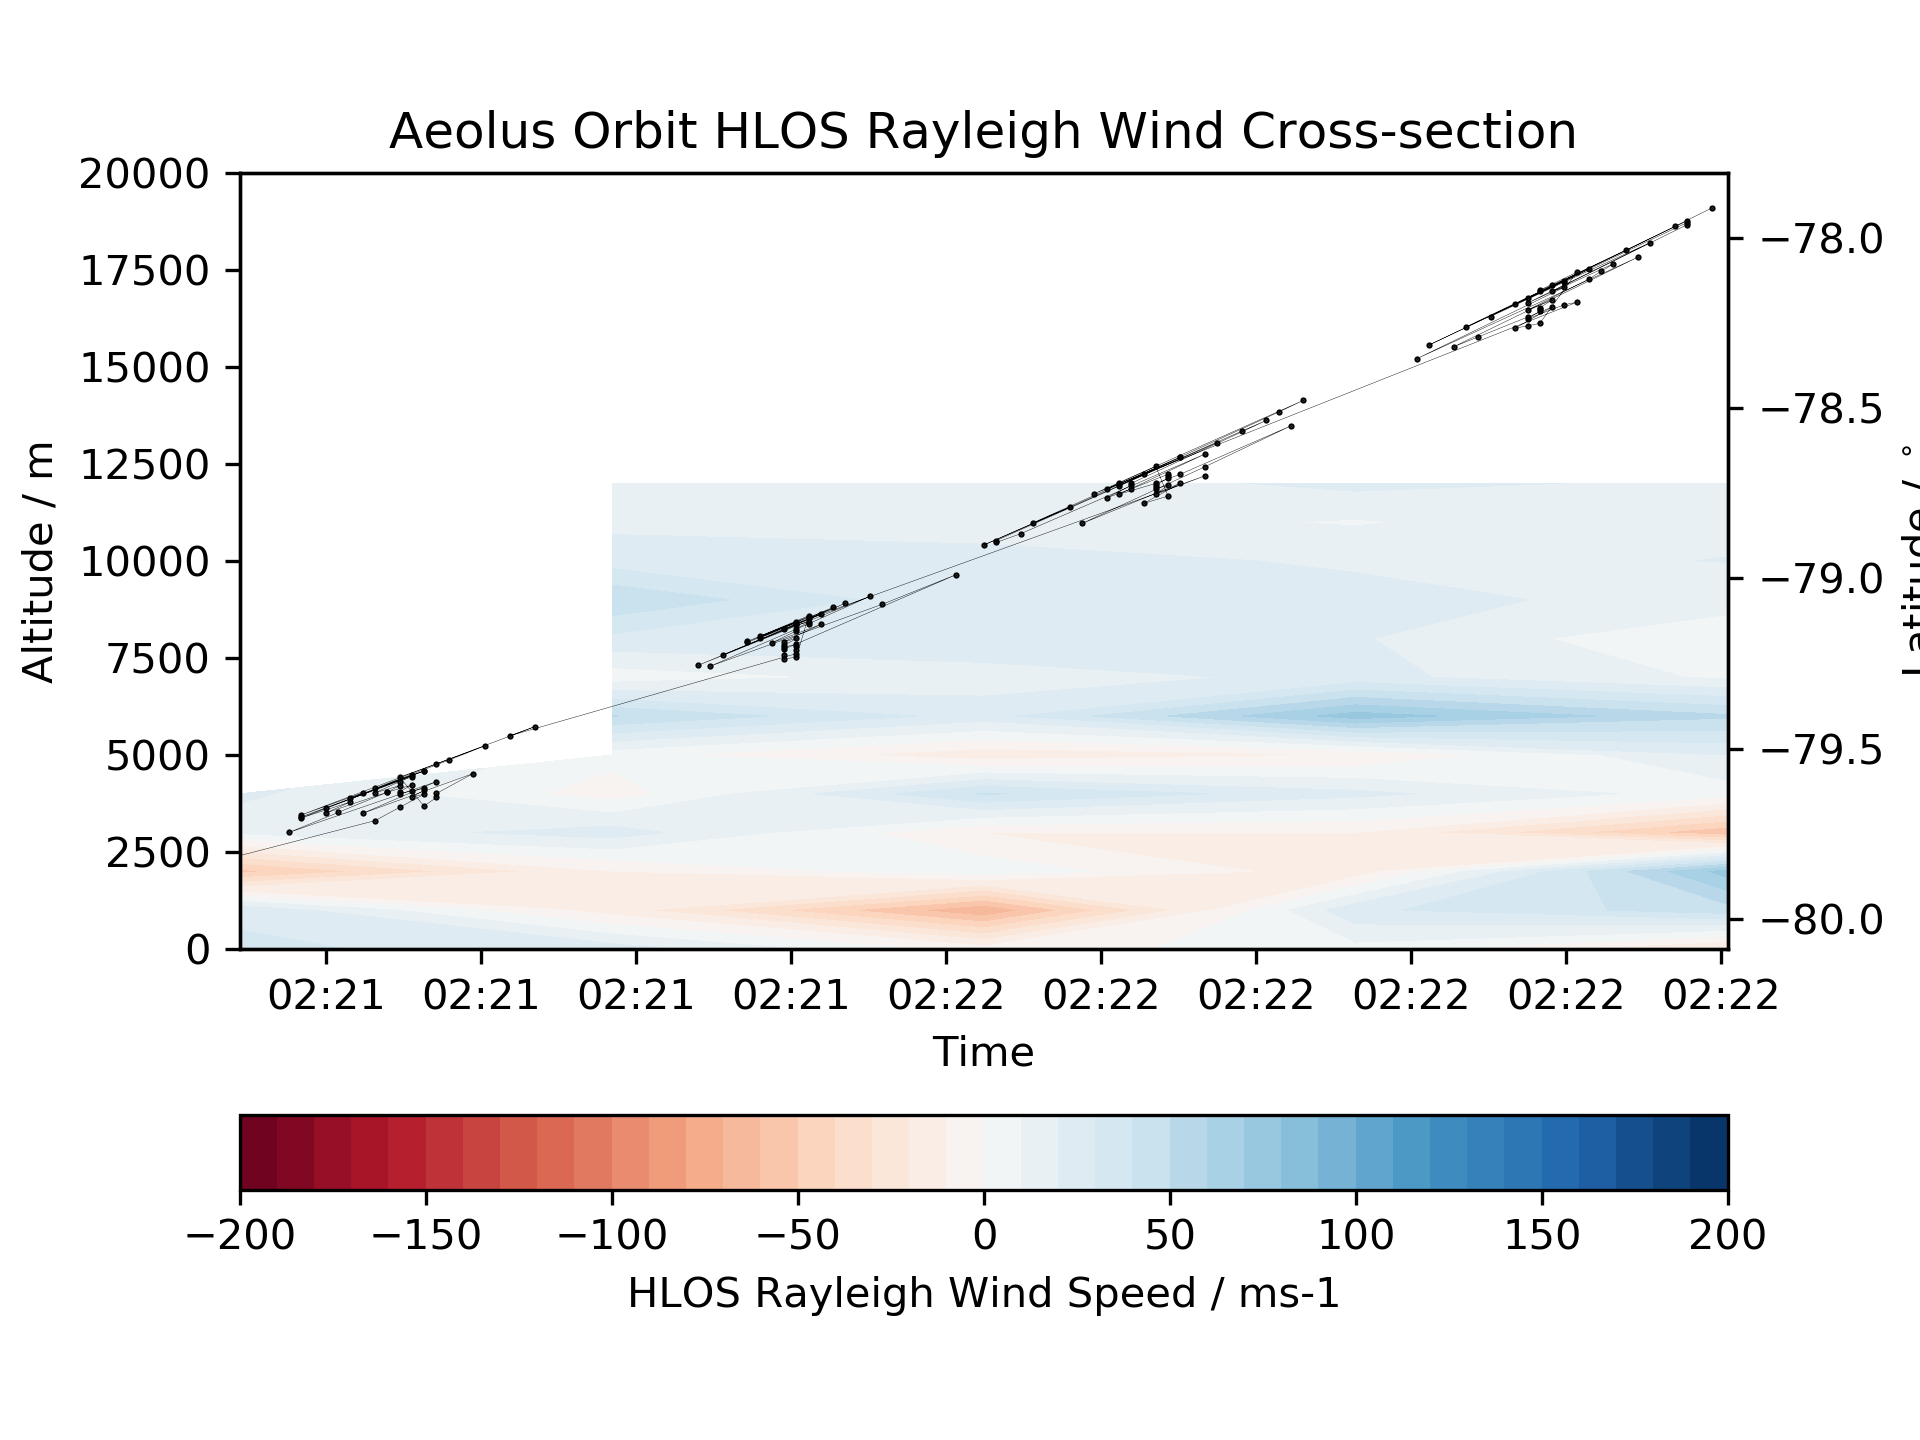 Aeolus Orbit HLOS Rayleigh Wind Cross-section
20000
17500
15000
12500
10000
7500
5000
2500
0
Altitude / m
−78.0
−78.5
−79.0
−79.5
−80.0
Latitude / °
02:21 02:21 02:21 02:21 02:22 02:22 02:22 02:22 02:22 02:22
Time
−200 −150 −100 −50 0 50 100 150 200
HLOS Rayleigh Wind Speed / ms-1